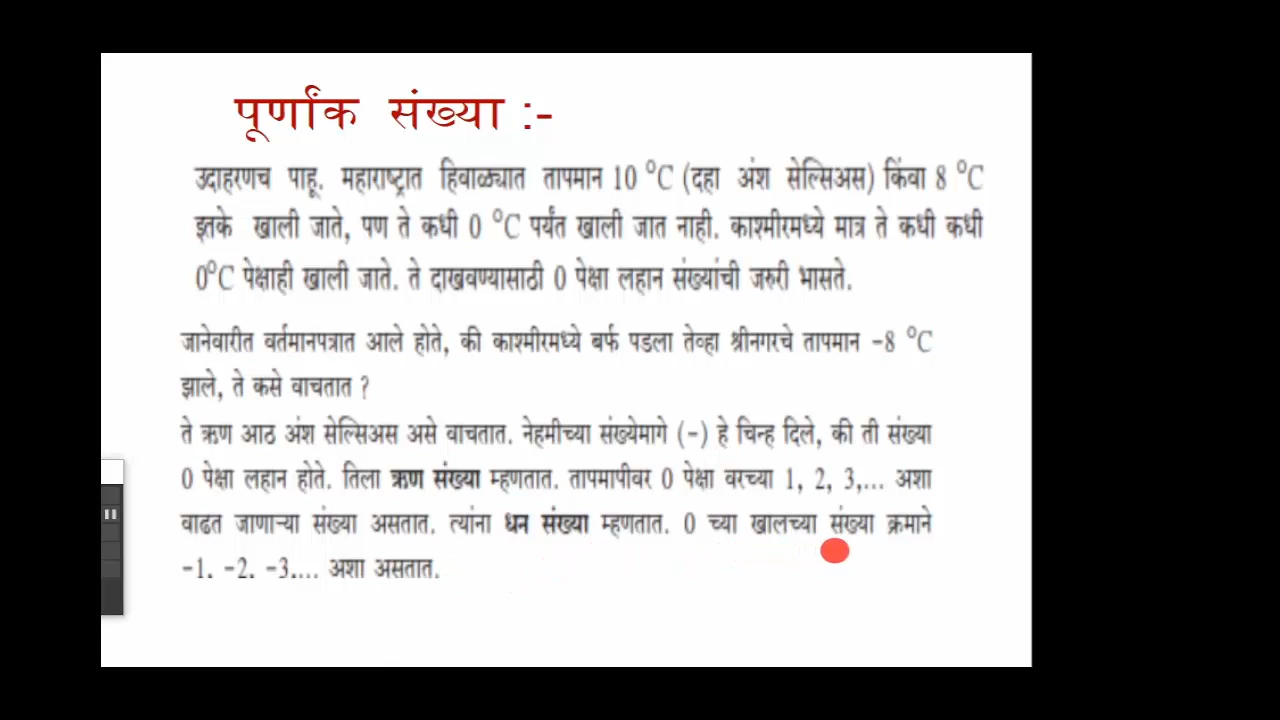 पूर्णांक संख्या :-
उदाहरणच पाहू. महाराष्ट्रात हिवाळ्यात तापमान 10 °C (दहा अंश सेल्सिअस) किंवा 8 °C
इतके खाली जाते, पण ते कधी 0 °C पर्यंत खाली जात नाही. काश्मीरमध्ये मात्र ते कधी कधी
0°C पेक्षाही खाली जाते. ते दाखवण्यासाठी 0 पेक्षा लहान संख्यांची जरुरी भासते.
जानेवारीत वर्तमानपत्रात आले होते, की काश्मीरमध्ये बर्फ पडला तेव्हा श्रीनगरचे तापमान -8 °C
झाले, ते कसे वाचतात ?
ते ऋण आठ अंश सेल्सिअस असे वाचतात. नेहमीच्या संख्येमागे (-) हे चिन्ह दिले, की ती संख्या
0 पेक्षा लहान होते. तिला ऋण संख्या म्हणतात. तापमापीवर 0 पेक्षा वरच्या 1, 2, 3,... अशा
वाढत जाणाऱ्या संख्या असतात. त्यांना धन संख्या म्हणतात. 0 च्या खालच्या संख्या क्रमाने
-1, -2, -3,... अशा असतात.